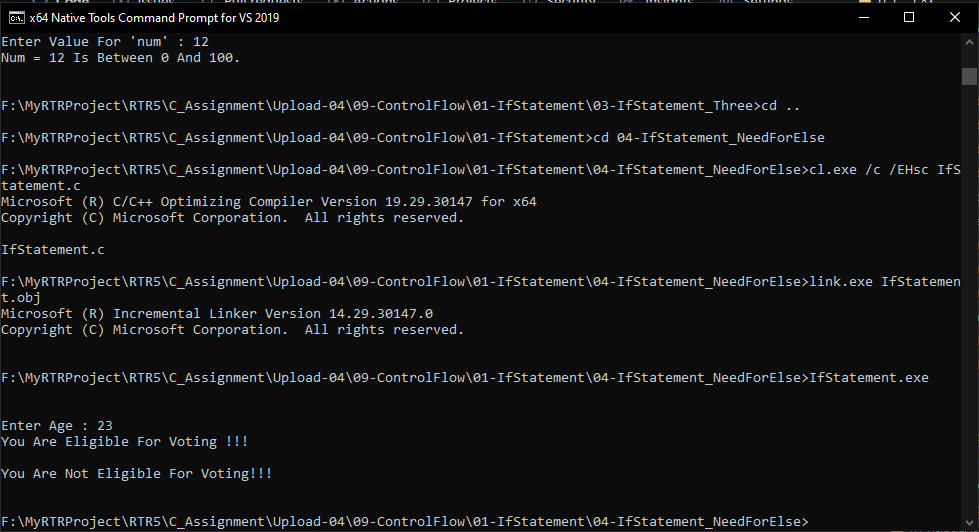 x64 Native Tools Command Prompt for VS 2019
Enter Value For 'num' : 12
Num = 12 Is Between 0 And 100.
F:\MyRTRProject\RTR5\C_Assignment\Upload-04\09-ControlFlow\01-IfStatement\03-IfStatement_Three>cd ..
F:\MyRTRProject\RTR5\C_Assignment\Upload-04\09-ControlFlow\01-IfStatement>cd 04-IfStatement_NeedForElse
F:\MyRTRProject\RTR5\C_Assignment\Upload-04\09-ControlFlow\01-IfStatement\04-IfStatement_NeedForElse>cl.exe /c /EHsc IfS
tatement.c
Microsoft (R) C/C++ Optimizing Compiler Version 19.29.30147 for x64
Copyright (C) Microsoft Corporation.  All rights reserved.
IfStatement.c
F:\MyRTRProject\RTR5\C_Assignment\Upload-04\09-ControlFlow\01-IfStatement\04-IfStatement_NeedForElse>link.exe IfStatemen
t.obj
Microsoft (R) Incremental Linker Version 14.29.30147.0
Copyright (C) Microsoft Corporation.  All rights reserved.
F:\MyRTRProject\RTR5\C_Assignment\Upload-04\09-ControlFlow\01-IfStatement\04-IfStatement_NeedForElse>IfStatement.exe
Enter Age : 23
You Are Eligible For Voting !!!
You Are Not Eligible For Voting!!!
F:\MyRTRProject\RTR5\C_Assignment\Upload-04\09-ControlFlow\01-IfStatement\04-IfStatement_NeedForElse>